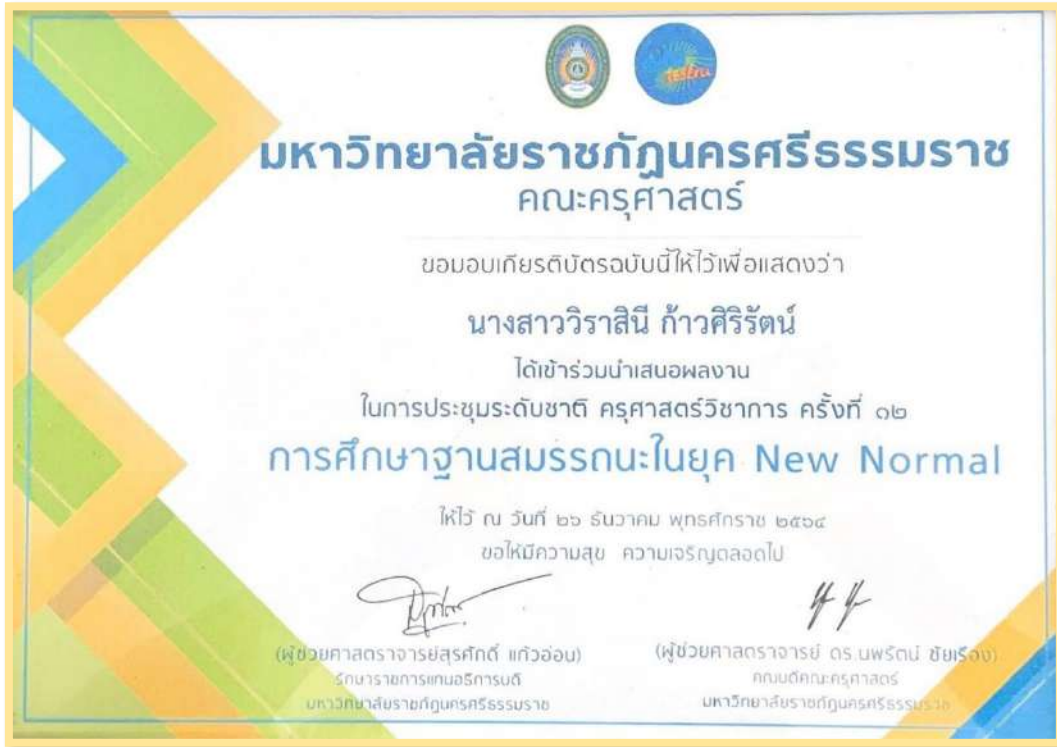 มหาวิทยาลัยราชภัฏนครศรีธรรมราช
คณะครุศาสตร์
ขอมอบเกียรติบัตรฉบับนี้ให้ไว้เพื่อแสดงว่า
นางสาววิราสินี ก้าวศิริรัตน์
ได้เข้าร่วมนำเสนอผลงาน
ในการประชุมระดับชาติ ครุศาสตร์วิชาการ ครั้งที่ ๑๒
การศึกษาฐานสมรรถนะในยุค New Normal
ให้ไว้ ณ วันที่ ๒๖ ธันวาคม พุทธศักราช ๒๕๖๔
ขอให้มีความสุข ความเจริญตลอดไป
(ผู้ช่วยศาสตราจารย์สุรศักดิ์ แก้วอ่อน)
รักษาราชการแทนอธิการบดี
มหาวิทยาลัยราชภัฏนครศรีธรรมราช
(ผู้ช่วยศาสตราจารย์ ดร.นพรัตน์ ชัยเรือง)
คณบดีคณะครุศาสตร์
มหาวิทยาลัยราชภัฏนครศรีธรรมราช